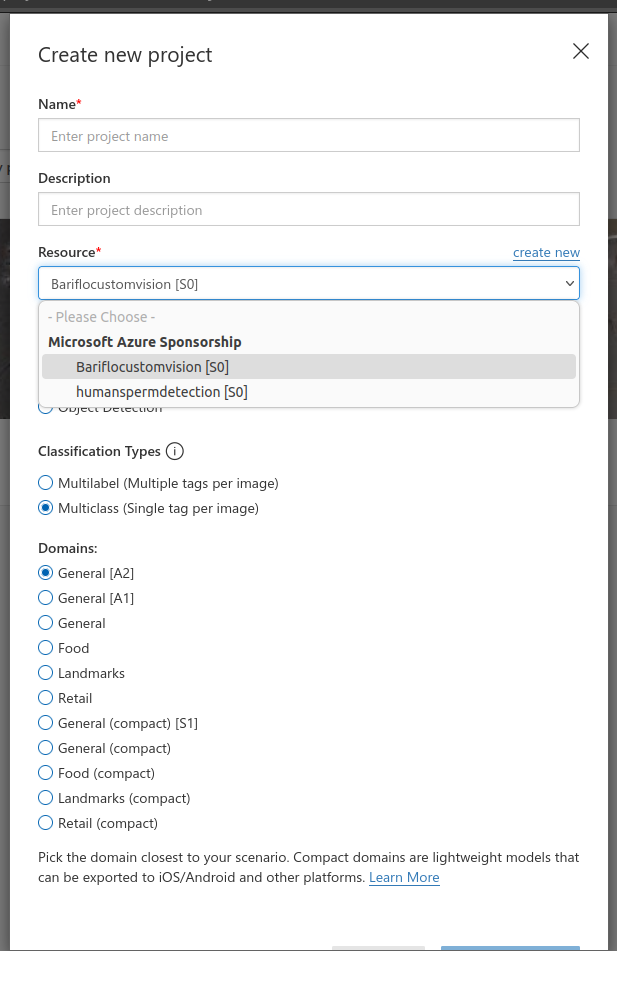 Create new project
Name*
Enter project name
Description
Enter project description
Resource*
create new
Bariflocustomvision [S0]
- Please Choose -
Microsoft Azure Sponsorship
Bariflocustomvision [S0]
humanspermdetection [S0]
Object Detection
Classification Types
Multilabel (Multiple tags per image)
Multiclass (Single tag per image)
Domains:
General [A2]
General [A1]
General
Food
Landmarks
Retail
General (compact) [S1]
General (compact)
Food (compact)
Landmarks (compact)
Retail (compact)
Pick the domain closest to your scenario. Compact domains are lightweight models that
can be exported to iOS/Android and other platforms. Learn More